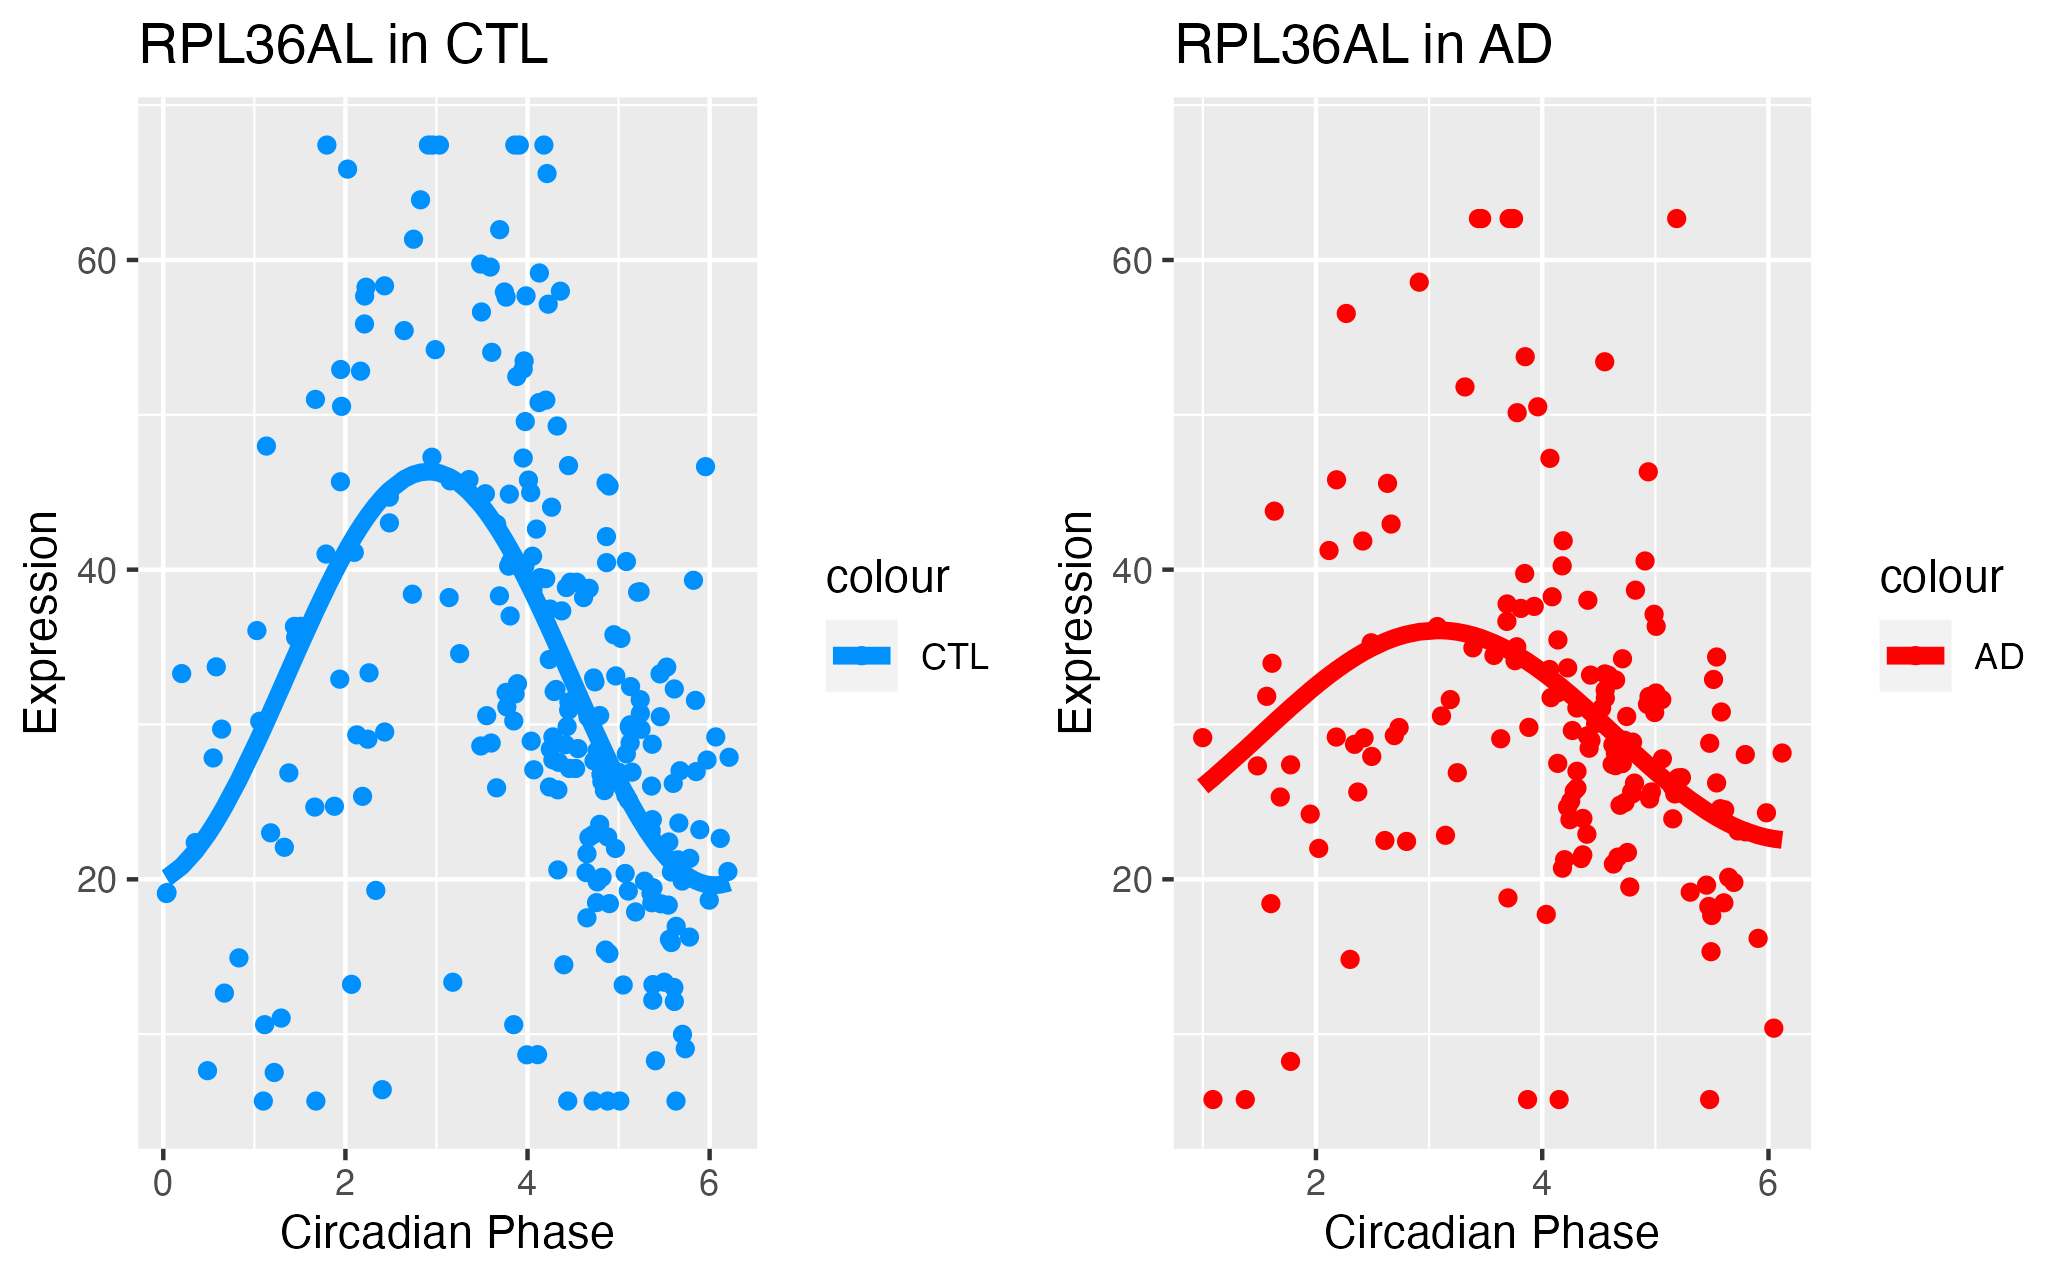 RPL36AL in CTL
Expression
60
40
20
0 2 4 6
Circadian Phase
colour
CTL
RPL36AL in AD
Expression
60
40
20
2 4 6
Circadian Phase
colour
AD